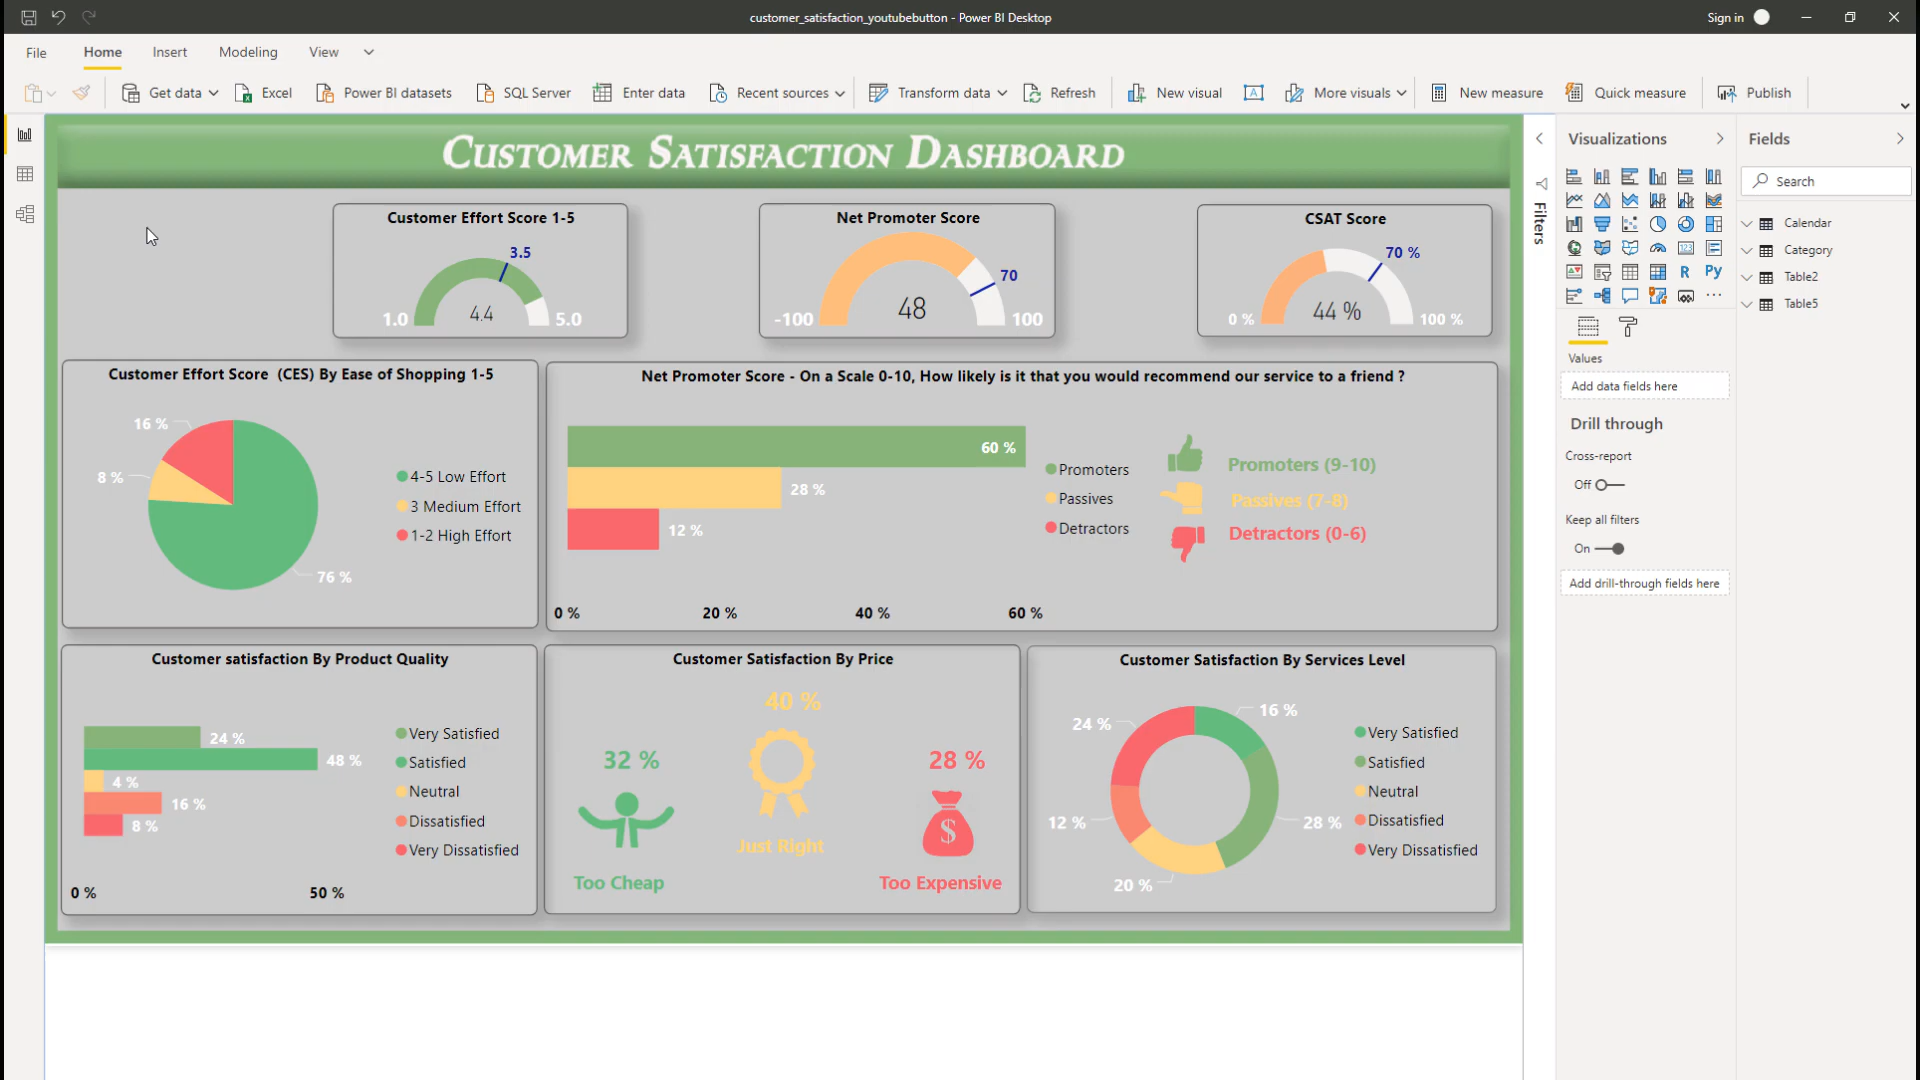 customer_satisfaction_youtubebutton - Power BI Desktop
Sign in
File Home Insert Modeling View
Get data Excel Power BI datasets SQL Server Enter data Recent sources Transform data Refresh New visual More visuals New measure Quick measure Publish
Customer Satisfaction Dashboard
Customer Effort Score 1-5
3.5
4.4
1.0 5.0
Net Promoter Score
70
48
-100 100
CSAT Score
70 %
44 %
0 % 100 %
Customer Effort Score (CES) By Ease of Shopping 1-5
16 %
8 %
76 %
4-5 Low Effort
3 Medium Effort
1-2 High Effort
Net Promoter Score - On a Scale 0-10, How likely is it that you would recommend our service to a friend ?
60 %
28 %
12 %
0 % 20 % 40 % 60 %
Promoters
Passives
Detractors
Promoters (9-10)
Passives (7-8)
Detractors (0-6)
Customer satisfaction By Product Quality
24 %
48 %
4 %
16 %
8 %
0 % 50 %
Very Satisfied
Satisfied
Neutral
Dissatisfied
Very Dissatisfied
Customer Satisfaction By Price
40 %
32 %
28 %
$
Just Right
Too Cheap
Too Expensive
Customer Satisfaction By Services Level
16 %
24 %
12 %
28 %
20 %
Very Satisfied
Satisfied
Neutral
Dissatisfied
Very Dissatisfied
Filters
Visualizations
123
R Py
Values
Add data fields here
Drill through
Cross-report
Off
Keep all filters
On
Add drill-through fields here
Fields
Search
Calendar
Category
Table2
Table5